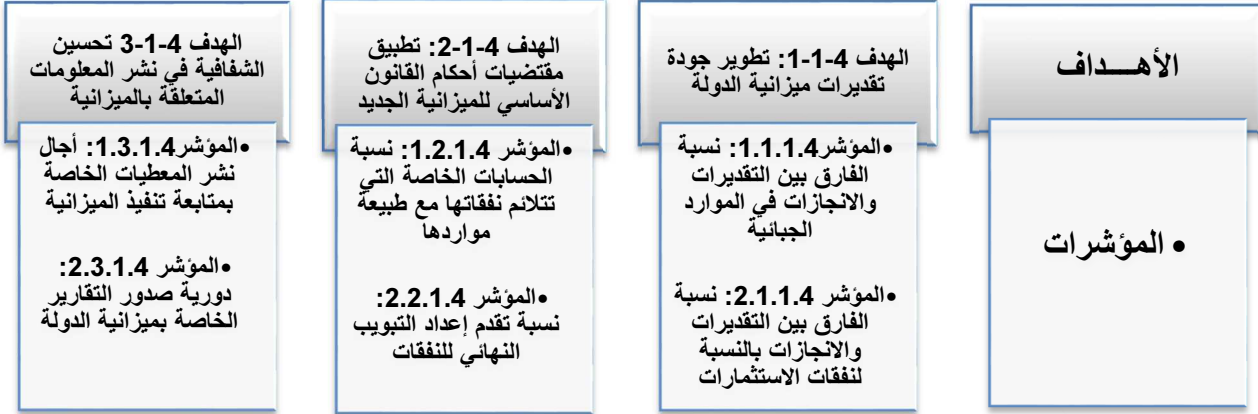 الأهــــداف
• المؤشرات
الهدف 4-1-1: تطوير جودة
تقديرات ميزانية الدولة
•المؤشر1.1.1.4: نسبة
الفارق بين التقديرات
والانجازات في الموارد
الجبائية
•المؤشر 2.1.1.4: نسبة
الفارق بين التقديرات
والانجازات بالنسبة
لنفقات الاستثمارات
الهدف 4-1-2: تطبيق
مقتضيات أحكام القانون
الأساسي للميزانية الجديد
•المؤشر 1.2.1.4: نسبة
الحسابات الخاصة التي
تتلائم نفقاتها مع طبيعة
مواردها
•المؤشر 2.2.1.4:
نسبة تقدم إعداد التبويب
النهائي للنفقات
الهدف 4-1-3 تحسين
الشفافية في نشر المعلومات
المتعلقة بالميزانية
•المؤشر1.3.1.4: أجال
نشر المعطيات الخاصة
بمتابعة تنفيذ الميزانية
•المؤشر 2.3.1.4:
دورية صدور التقارير
الخاصة بميزانية الدولة